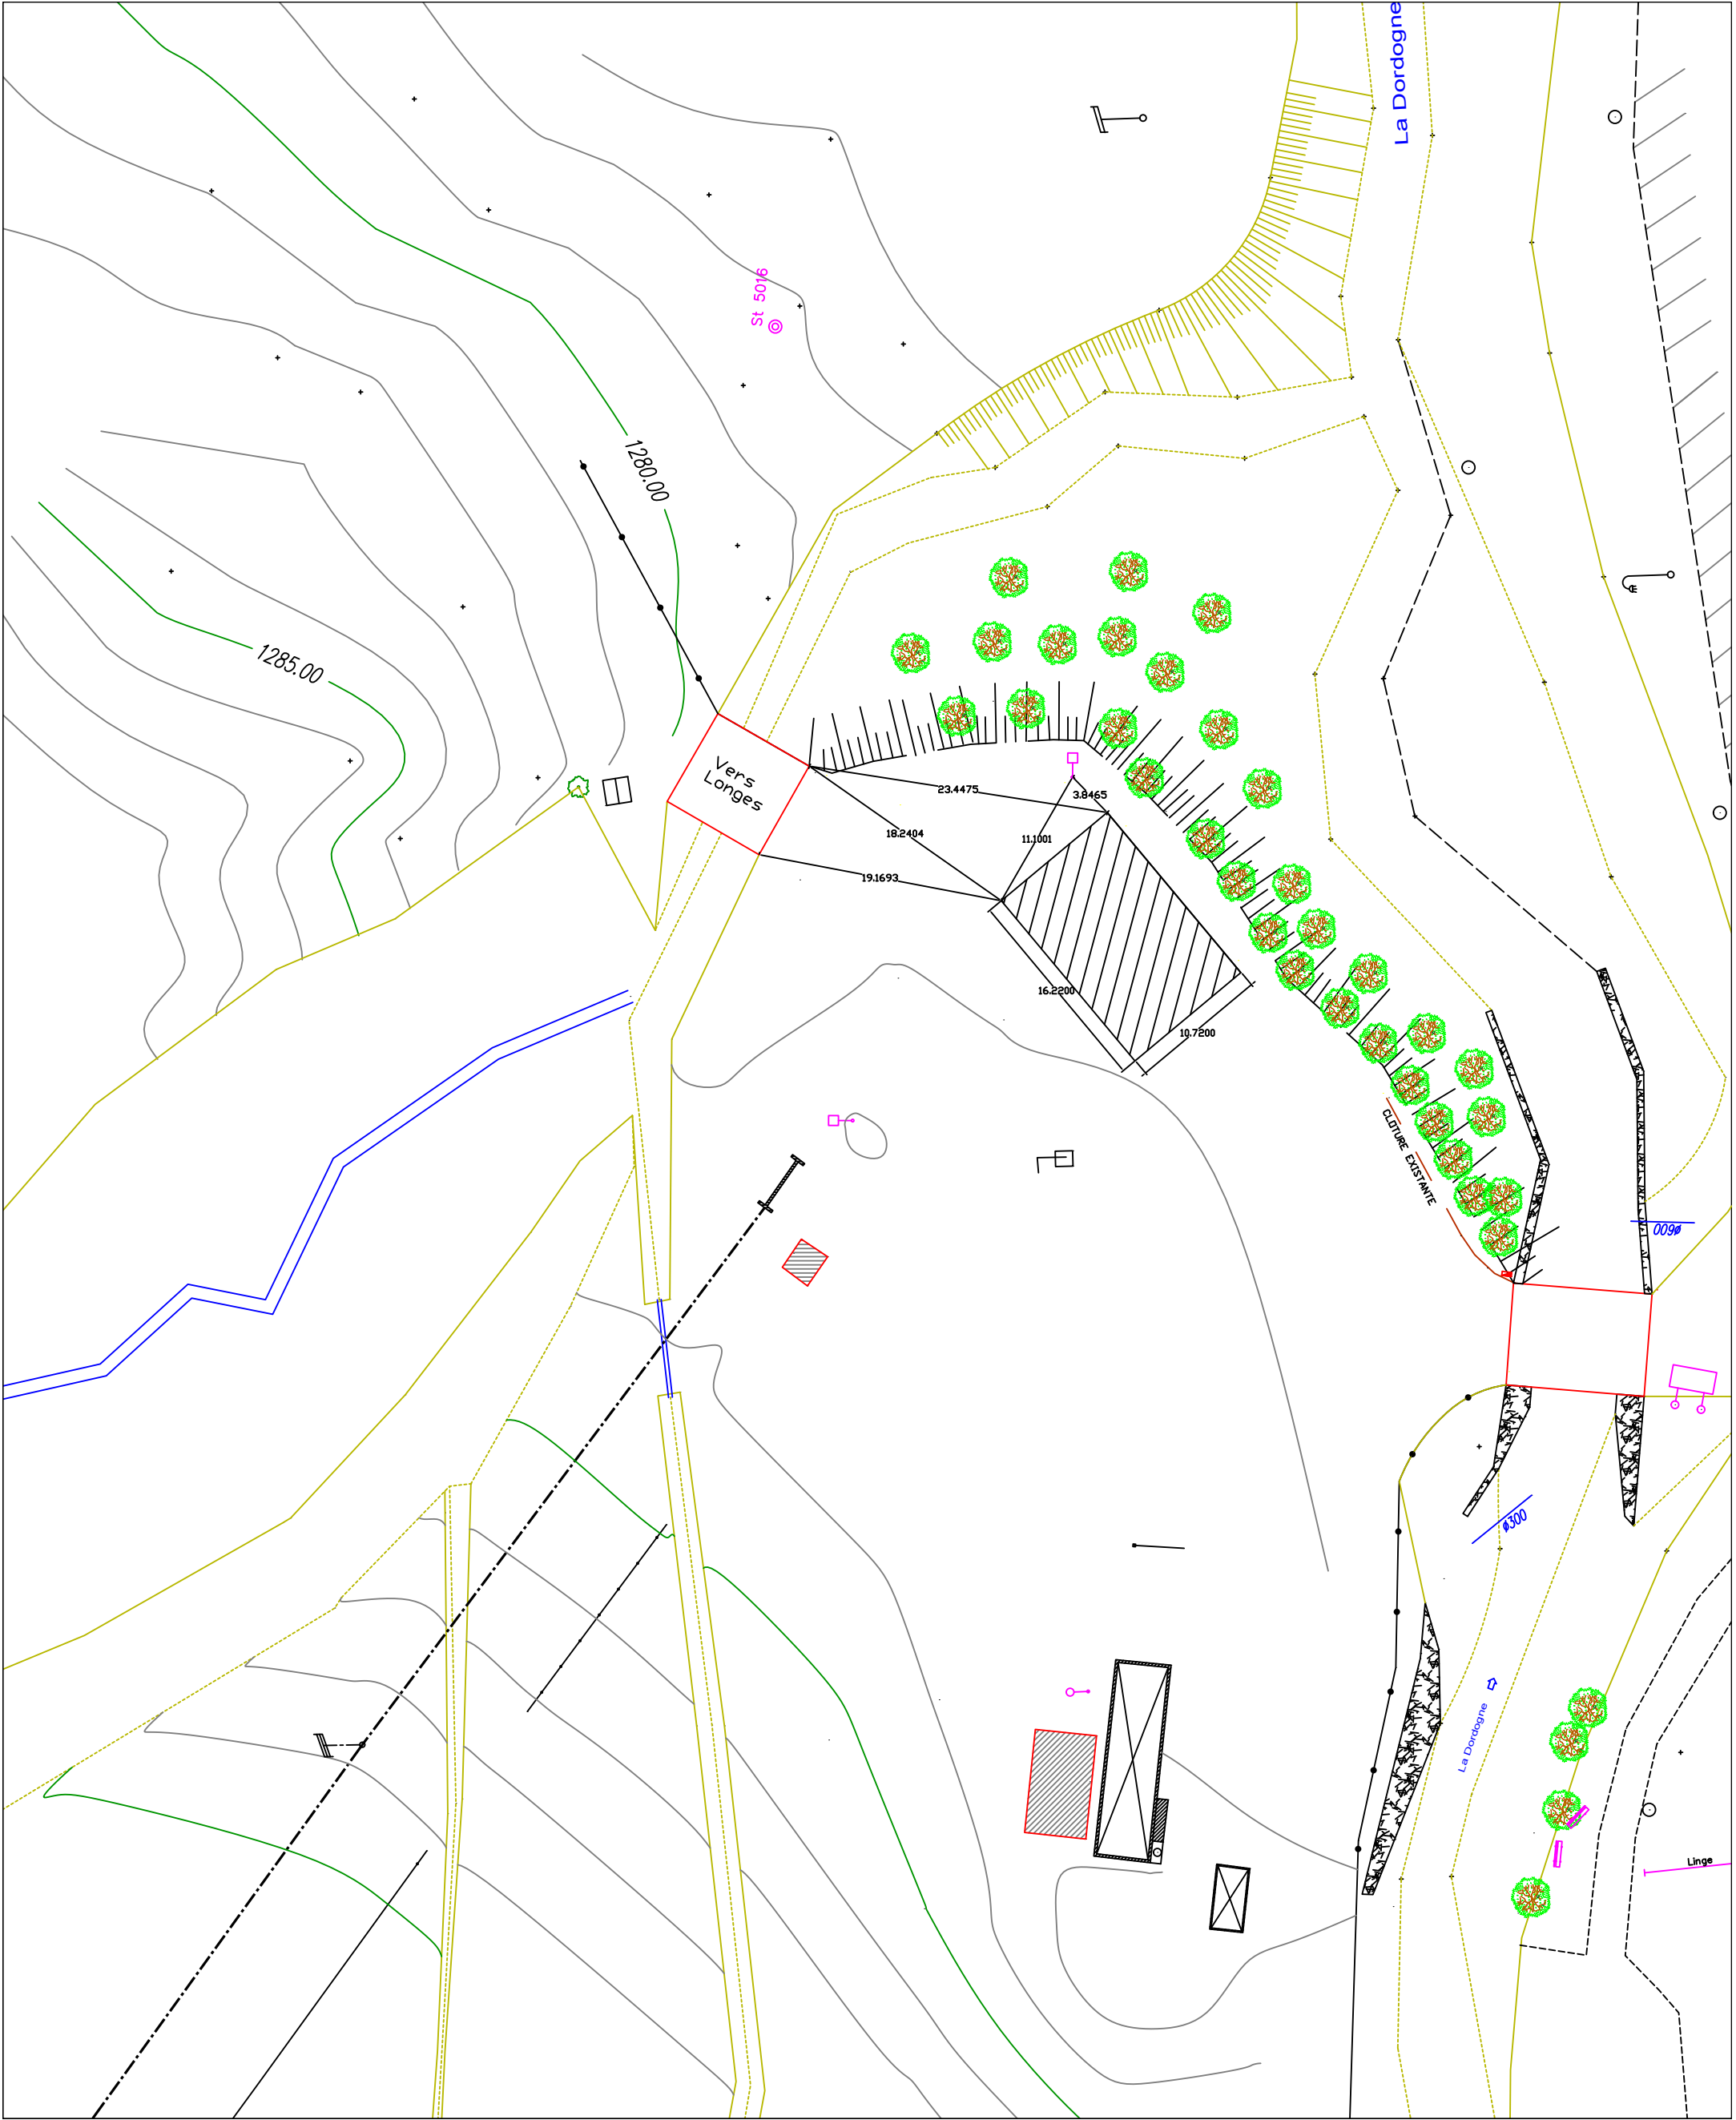 La Dordogne
St 5016
1280.00
1285.00
Vers
Longes
23.4475
3.8465
18.2404
11.1001
19.1693
16.2200
10.7200
CLOTURE EXISTANTE
ø600
ø300
La Dordogne
Linge